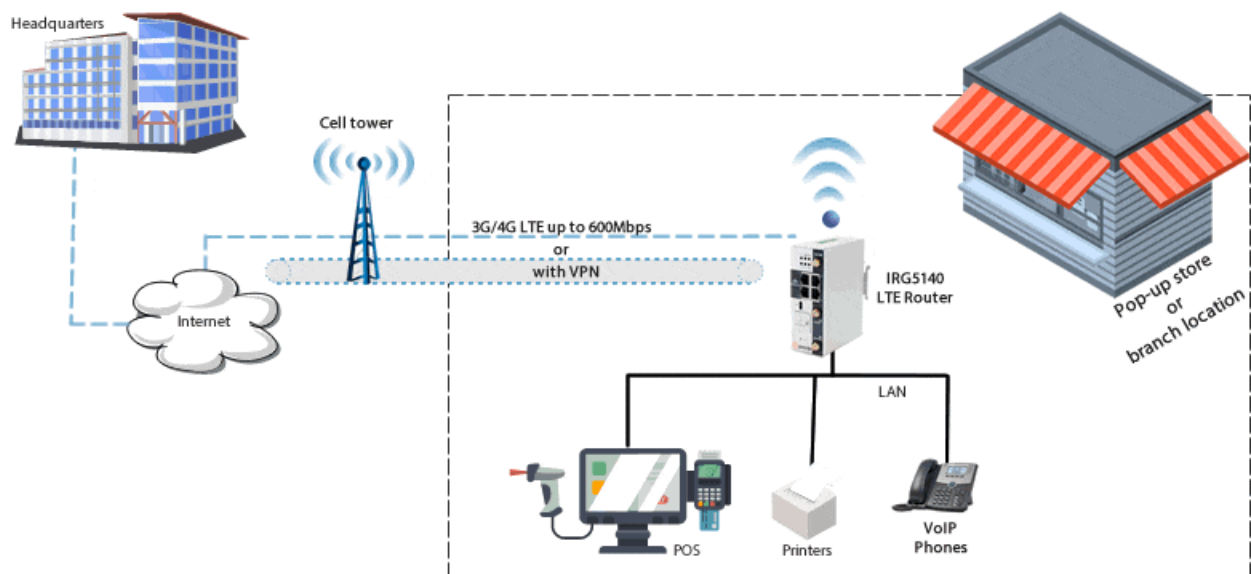 Headquarters
Cell tower
3G/4G LTE up to 600Mbps
or
with VPN
Internet
IRG5140
LTE Router
Pop-up store
or
branch location
LAN
POS
Printers
VoIP
Phones